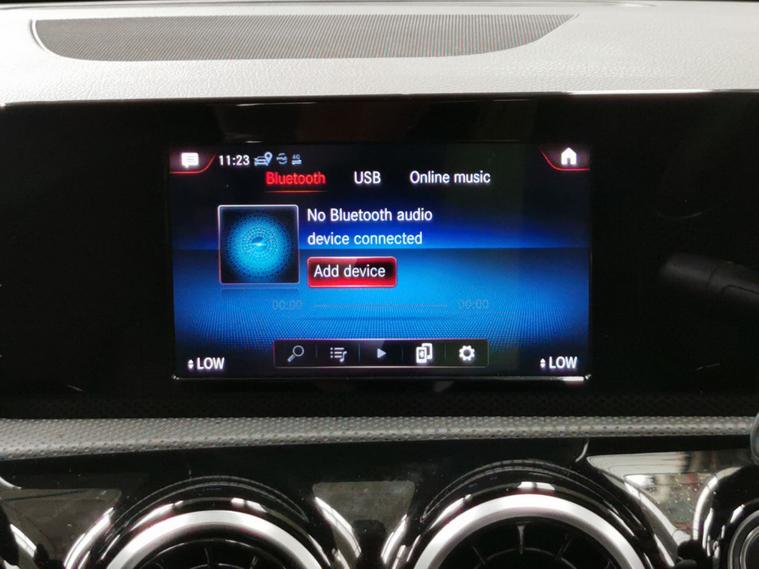 11:23 4G
Bluetooth USB Online music
No Bluetooth audio
device connected
Add device
00:00 00:00
LOW LOW